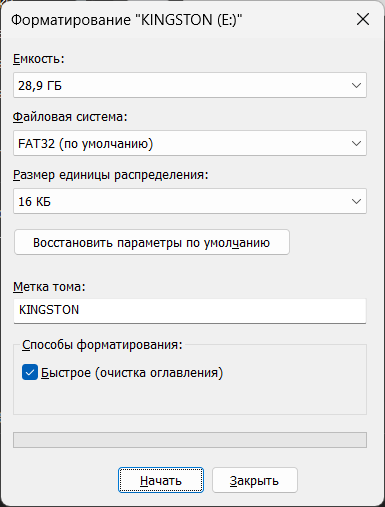 Форматирование "KINGSTON (E:)"
Емкость:
28,9 ГБ
Файловая система:
FAT32 (по умолчанию)
Размер единицы распределения:
16 КБ
Восстановить параметры по умолчанию
Метка тома:
KINGSTON
Способы форматирования:
Быстрое (очистка оглавления)
Начать
Закрыть